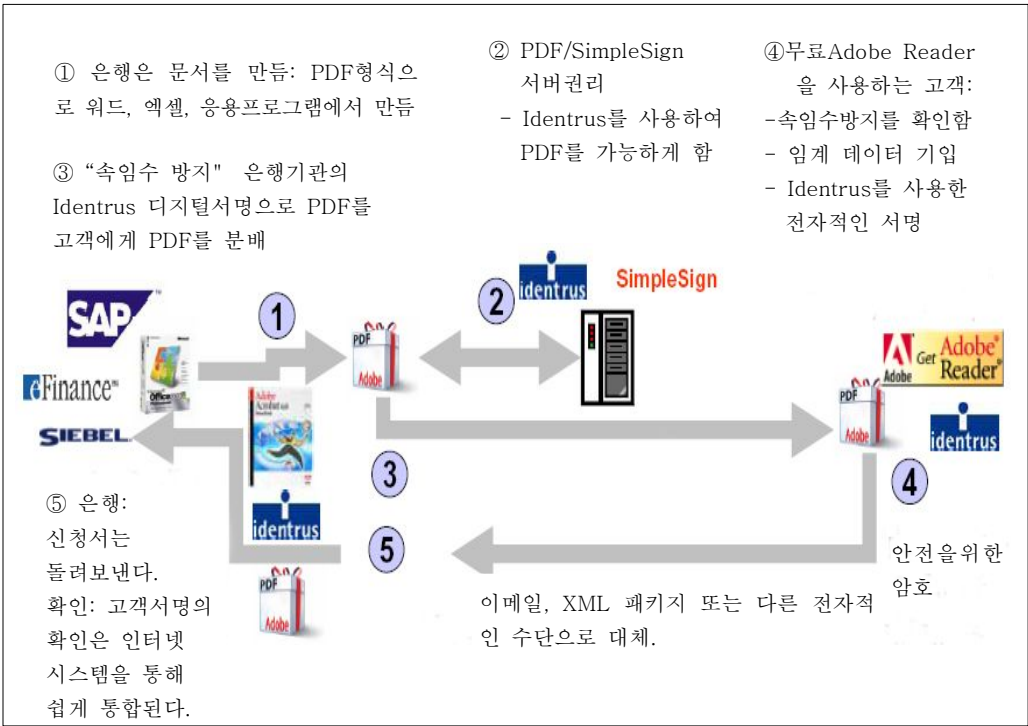 ① 은행은 문서를 만듬: PDF형식으
로 워드, 엑셀, 응용프로그램에서 만듬
③ “속임수 방지" 은행기관의
Identrus 디지털서명으로 PDF를
고객에게 PDF를 분배
② PDF/SimpleSign
서버권리
- Identrus를 사용하여
PDF를 가능하게 함
④무료Adobe Reader
을 사용하는 고객:
-속임수방지를 확인함
- 임계 데이터 기입
- Identrus를 사용한
전자적인 서명
SAP
eFinance
SIEBEL
Office
1
PDF
Adobe
2
identrus
SimpleSign
Adobe
Acrobat 6.0
3
Adobe
Get Adobe®
Reader®
PDF
Adobe
identrus
4
안전을위한
암호
identrus
5
PDF
Adobe
⑤ 은행:
신청서는
돌려보낸다.
확인: 고객서명의
확인은 인터넷
시스템을 통해
쉽게 통합된다.
이메일, XML 패키지 또는 다른 전자적
인 수단으로 대체.